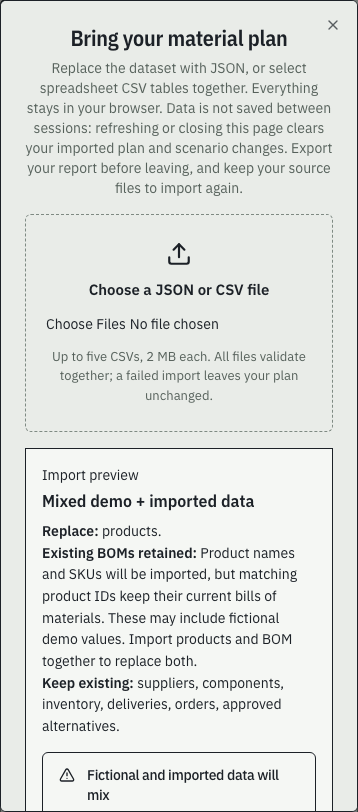 Bring your material plan
Replace the dataset with JSON, or select
spreadsheet CSV tables together. Everything
stays in your browser. Data is not saved between
sessions: refreshing or closing this page clears
your imported plan and scenario changes. Export
your report before leaving, and keep your source
files to import again.
Choose a JSON or CSV file
Choose Files No file chosen
Up to five CSVs, 2 MB each. All files validate
together; a failed import leaves your plan
unchanged.
Import preview
Mixed demo + imported data
Replace: products.
Existing BOMs retained: Product names
and SKUs will be imported, but matching
product IDs keep their current bills of
materials. These may include fictional
demo values. Import products and BOM
together to replace both.
Keep existing: suppliers, components,
inventory, deliveries, orders, approved
alternatives.
Fictional and imported data will
mix